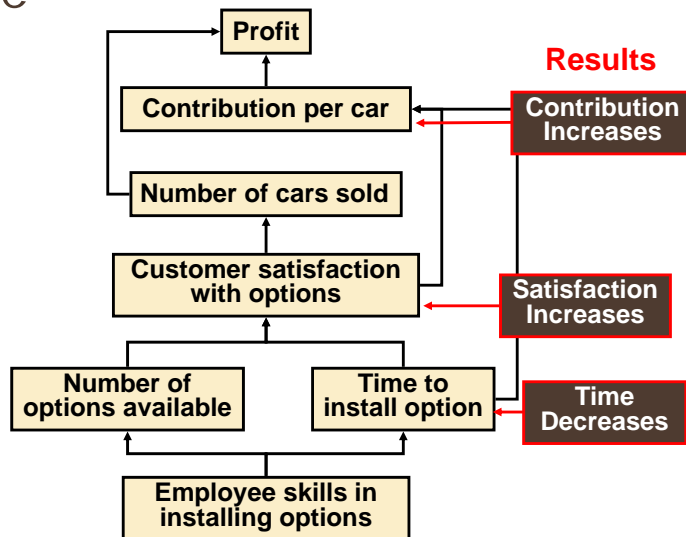 Profit
Results
Contribution per car
Contribution
Increases
Number of cars sold
Customer satisfaction
with options
Satisfaction
Increases
Number of
options available
Time to
install option
Time
Decreases
Employee skills in
installing options